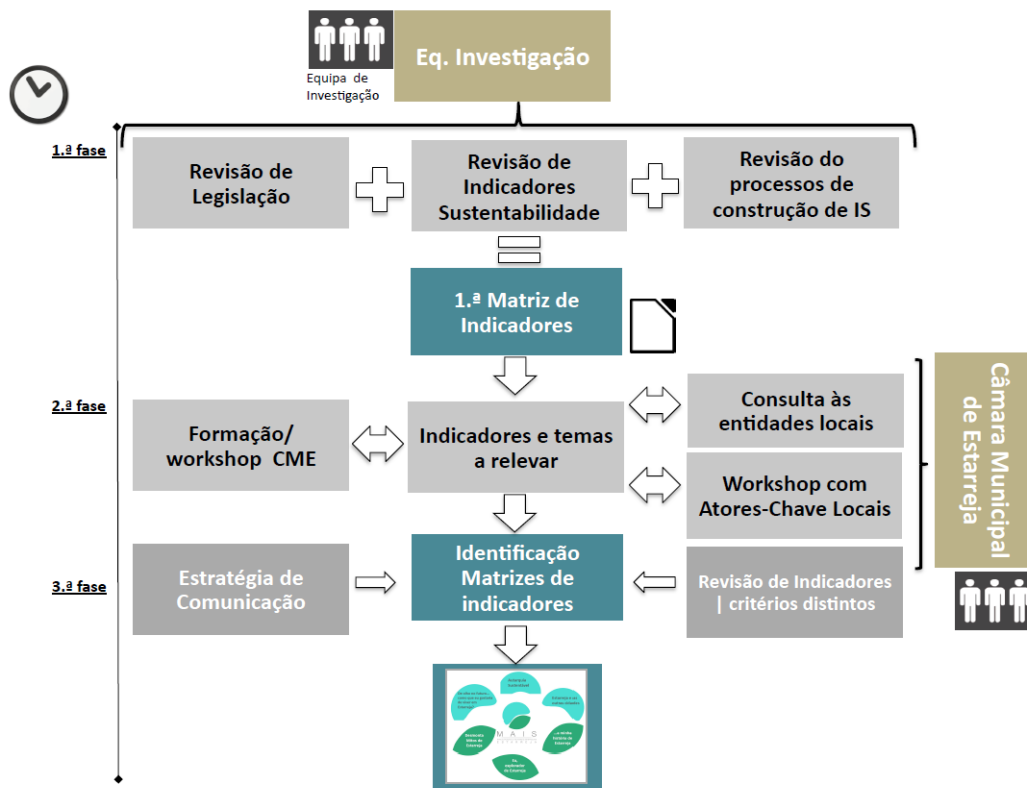 Eq. Investigação
Equipa de
Investigação
1.ª fase
Revisão de
Legislação
Revisão de
Indicadores
Sustentabilidade
Revisão do
processos de
construção de IS
1.ª Matriz de
Indicadores
2.ª fase
Formação/
workshop CME
Indicadores e temas
a relevar
Consulta às
entidades locais
Workshop com
Atores-Chave Locais
Câmara Municipal
de Estarreja
3.ª fase
Estratégia de
Comunicação
Identificação
Matrizes de
indicadores
Revisão de Indicadores
| critérios distintos
MAIS